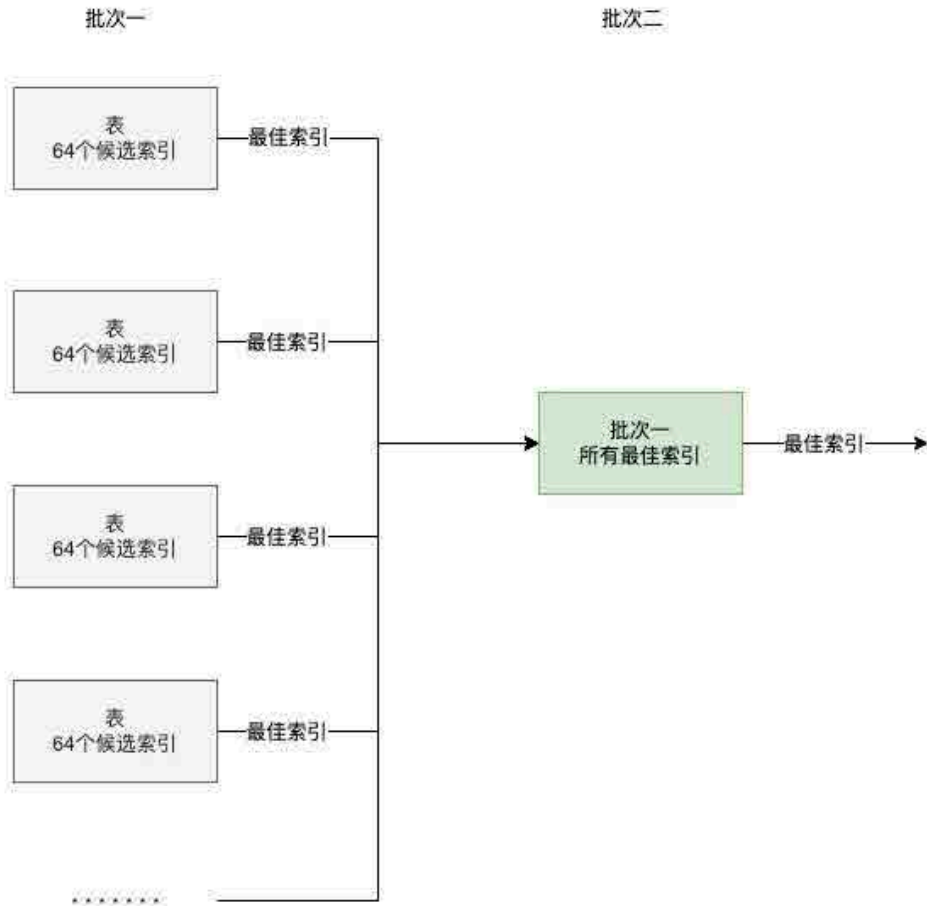 批次一
批次二
表
64个候选索引
最佳索引
表
64个候选索引
最佳索引
批次一
所有最佳索引
最佳索引
表
64个候选索引
最佳索引
表
64个候选索引
最佳索引
.......